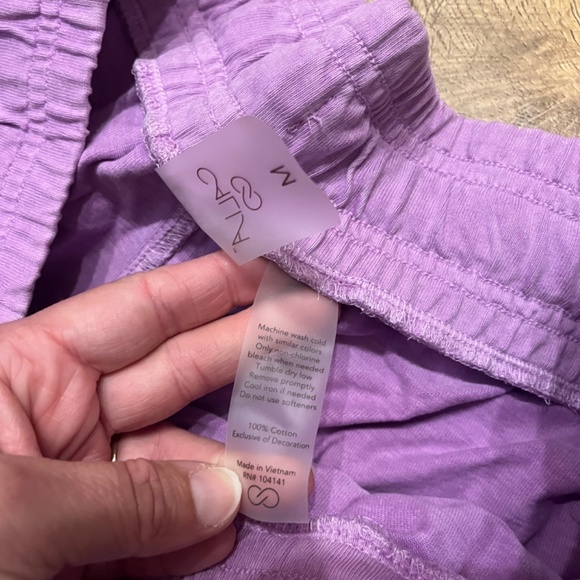 M
Machine wash cold
with similar colors
Only non-chlorine
bleach when needed
Tumble dry low
Remove promptly
Cool iron if needed
Do not use softeners
100% Cotton
Exclusive of Decoration
Made in Vietnam
RN# 104141